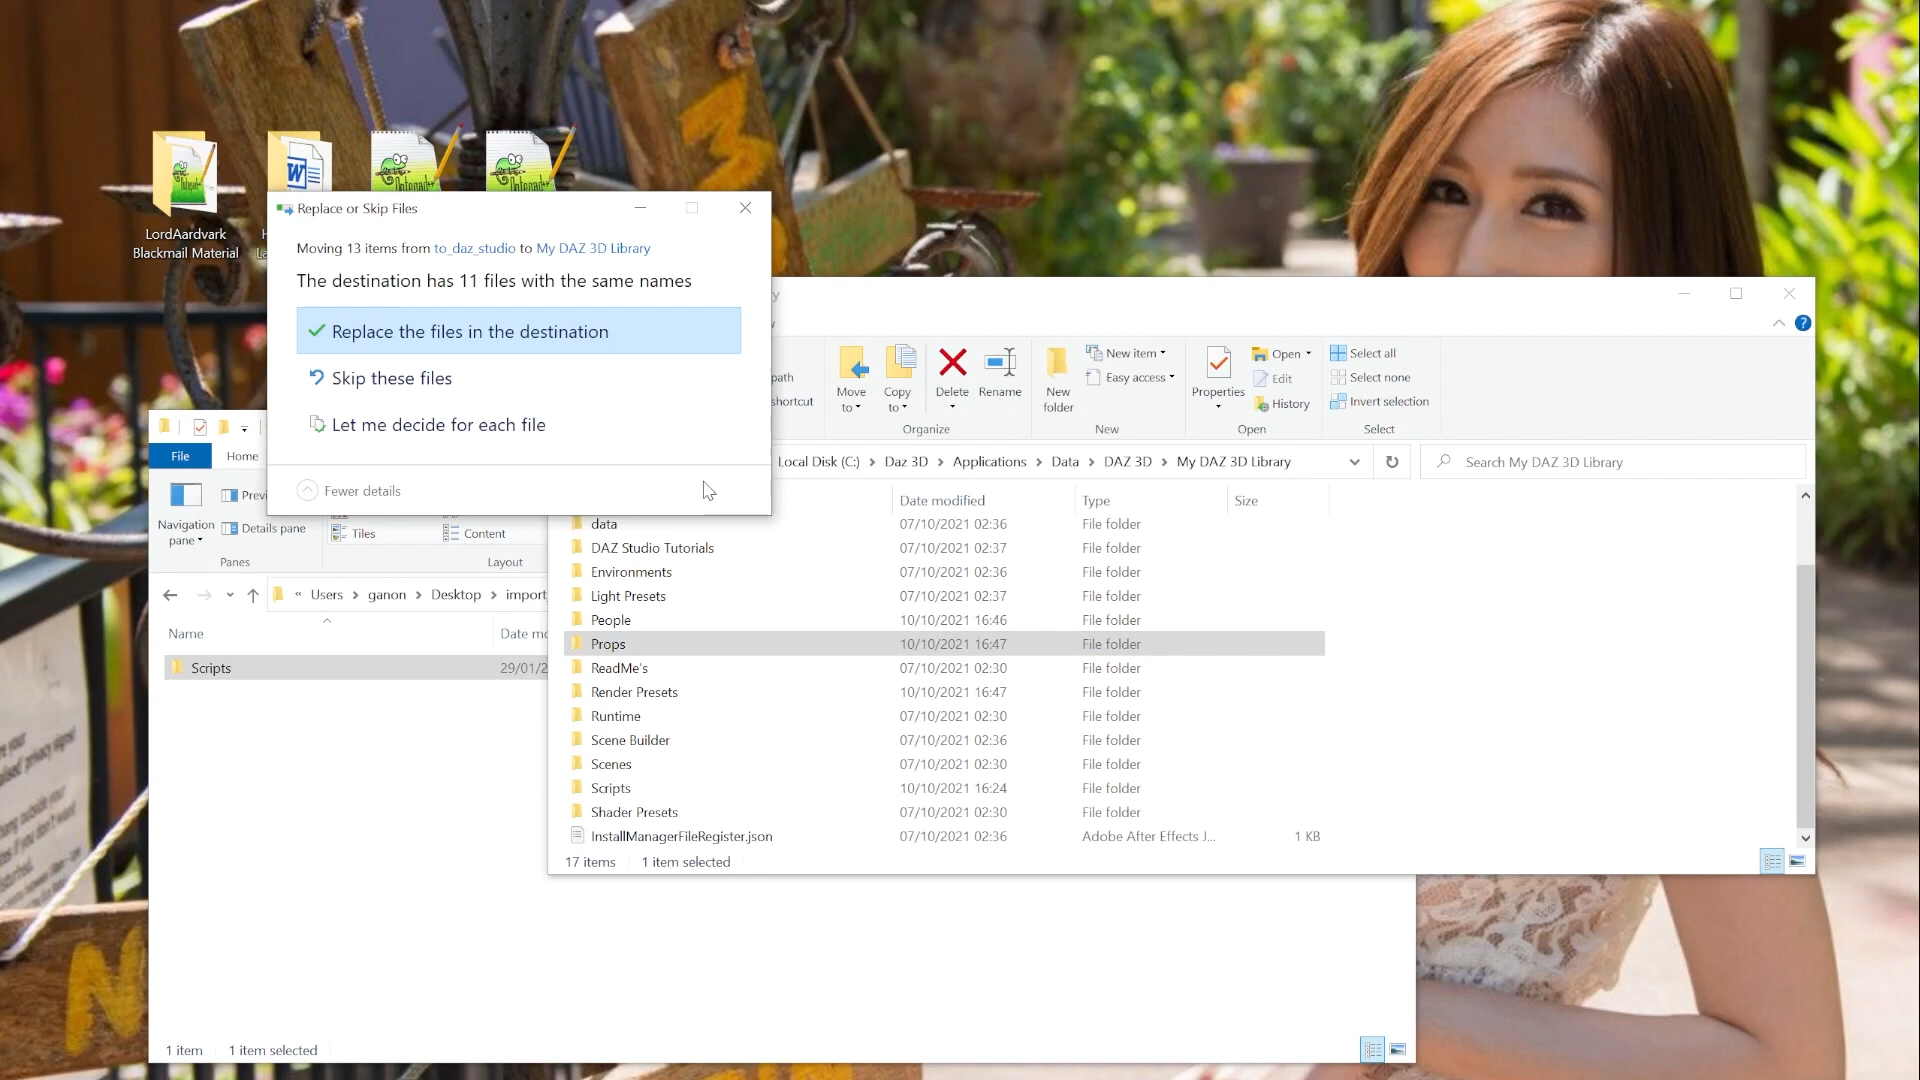 LordAardvark
Blackmail Material
Replace or Skip Files
Moving 13 items from to_daz_studio to My DAZ 3D Library
The destination has 11 files with the same names
Replace the files in the destination
Skip these files
Let me decide for each file
Fewer details
path
shortcut
Move to
Copy to
Delete
Rename
Organize
New folder
New item
Easy access
New
Properties
Open
Edit
History
Open
Select all
Select none
Invert selection
Select
Local Disk (C:) > Daz 3D > Applications > Data > DAZ 3D > My DAZ 3D Library
Search My DAZ 3D Library
Date modified Type Size
data 07/10/2021 02:36 File folder
DAZ Studio Tutorials 07/10/2021 02:37 File folder
Environments 07/10/2021 02:36 File folder
Light Presets 07/10/2021 02:37 File folder
People 10/10/2021 16:46 File folder
Props 10/10/2021 16:47 File folder
ReadMe's 07/10/2021 02:30 File folder
Render Presets 10/10/2021 16:47 File folder
Runtime 07/10/2021 02:30 File folder
Scene Builder 07/10/2021 02:36 File folder
Scenes 07/10/2021 02:30 File folder
Scripts 10/10/2021 16:24 File folder
Shader Presets 07/10/2021 02:30 File folder
InstallManagerFileRegister.json 07/10/2021 02:36 Adobe After Effects J... 1 KB
17 items 1 item selected
File Home
Navigation pane
Previ
Details pane
Panes
Tiles
Content
Layout
« Users > ganon > Desktop > import_
Name Date mo
Scripts 29/01/2
1 item 1 item selected